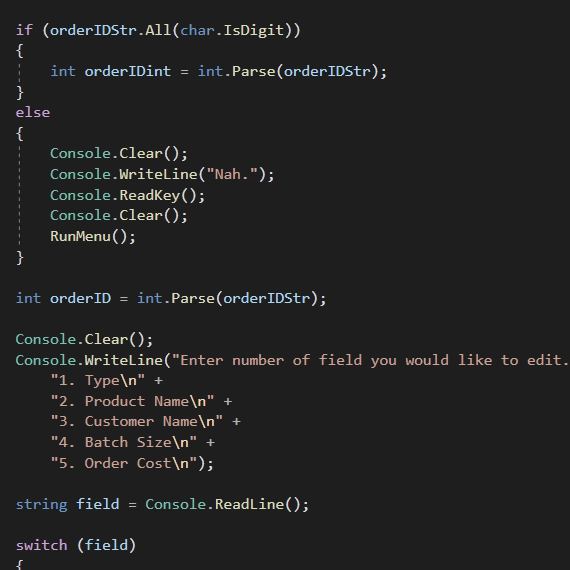 if (orderIDStr.All(char.IsDigit))
{
    int orderIDint = int.Parse(orderIDStr);
}
else
{
    Console.Clear();
    Console.WriteLine("Nah.");
    Console.ReadKey();
    Console.Clear();
    RunMenu();
}

int orderID = int.Parse(orderIDStr);

Console.Clear();
Console.WriteLine("Enter number of field you would like to edit.
    "1. Type\n" +
    "2. Product Name\n" +
    "3. Customer Name\n" +
    "4. Batch Size\n" +
    "5. Order Cost\n");

string field = Console.ReadLine();

switch (field)
{